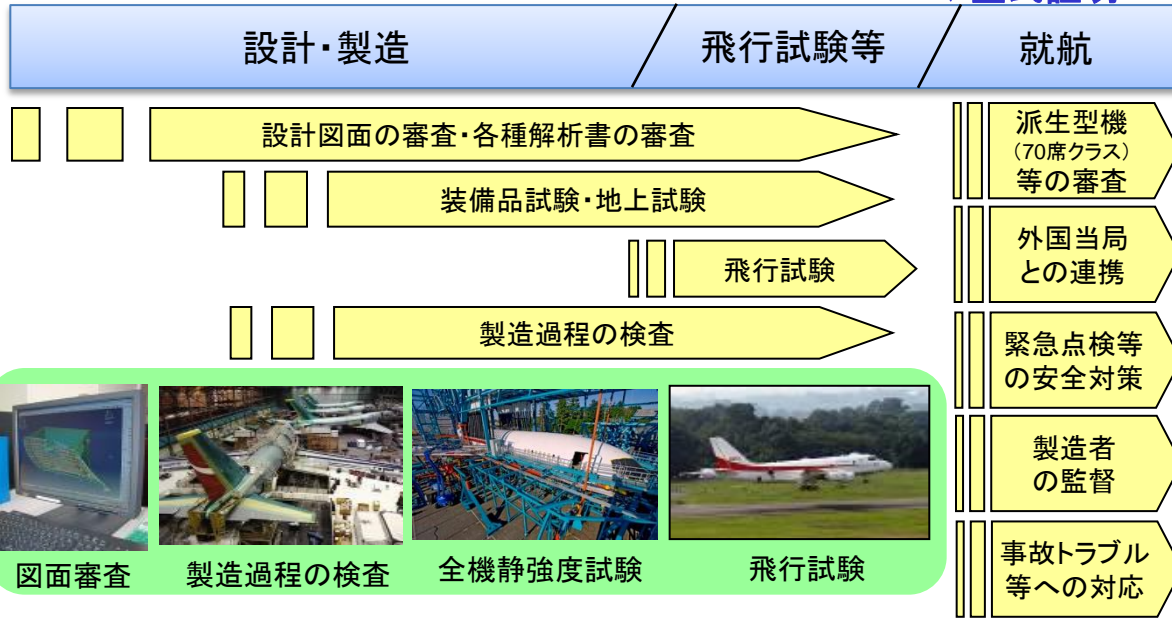 設計・製造
飛行試験等
就航
設計図面の審査・各種解析書の審査
装備品試験・地上試験
飛行試験
製造過程の検査
派生型機
(70席クラス)
等の審査
外国当局
との連携
緊急点検等
の安全対策
製造者
の監督
事故トラブル
等への対応
図面審査
製造過程の検査
全機静強度試験
飛行試験